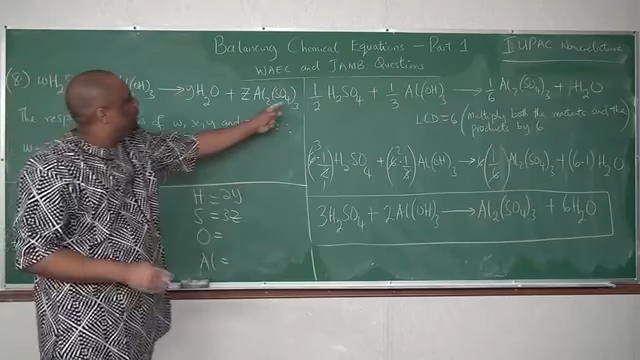 Balancing Chemical Equations - Part 1
IUPAC Nomenclature
WAEC and JAMB Questions
(8. wH₂S Al(OH)₃ → yH₂O + zAl₂(SO₄)₃
The resp s of w, x, y and
w-
H = 2y
S = 3z
O =
Al =
1/2 H₂SO₄ + 1/3 Al(OH)₃ → 1/6 Al₂(SO₄)₃ + 1H₂O
LCD = 6 (multiply both the reactants and the products by 6
(6·1/2)H₂SO₄ + (6·1/3)Al(OH)₃ → 6(1/6)Al₂(SO₄)₃ + (6·1)H₂O
3H₂SO₄ + 2Al(OH)₃ → Al₂(SO₄)₃ + 6H₂O